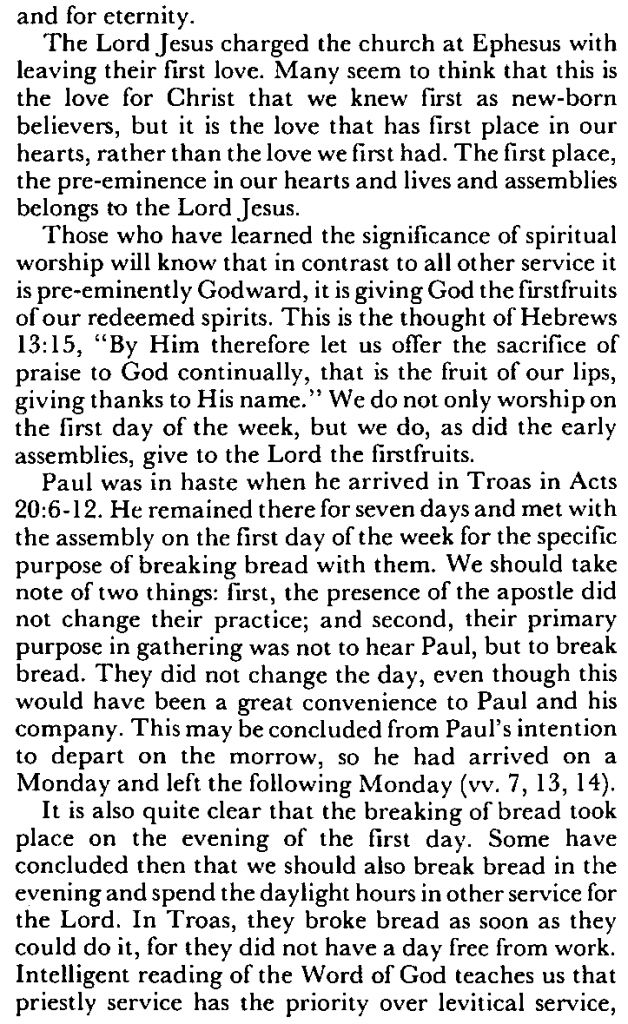 and for eternity.
The Lord Jesus charged the church at Ephesus with
leaving their first love. Many seem to think that this is
the love for Christ that we knew first as new-born
believers, but it is the love that has first place in our
hearts, rather than the love we first had. The first place,
the pre-eminence in our hearts and lives and assemblies
belongs to the Lord Jesus.
Those who have learned the significance of spiritual
worship will know that in contrast to all other service it
is pre-eminently Godward, it is giving God the firstfruits
of our redeemed spirits. This is the thought of Hebrews
13:15, "By Him therefore let us offer the sacrifice of
praise to God continually, that is the fruit of our lips,
giving thanks to His name." We do not only worship on
the first day of the week, but we do, as did the early
assemblies, give to the Lord the firstfruits.
Paul was in haste when he arrived in Troas in Acts
20:6-12. He remained there for seven days and met with
the assembly on the first day of the week for the specific
purpose of breaking bread with them. We should take
note of two things: first, the presence of the apostle did
not change their practice; and second, their primary
purpose in gathering was not to hear Paul, but to break
bread. They did not change the day, even though this
would have been a great convenience to Paul and his
company. This may be concluded from Paul's intention
to depart on the morrow, so he had arrived on a
Monday and left the following Monday (vv. 7, 13, 14).
It is also quite clear that the breaking of bread took
place on the evening of the first day. Some have
concluded then that we should also break bread in the
evening and spend the daylight hours in other service for
the Lord. In Troas, they broke bread as soon as they
could do it, for they did not have a day free from work.
Intelligent reading of the Word of God teaches us that
priestly service has the priority over levitical service,